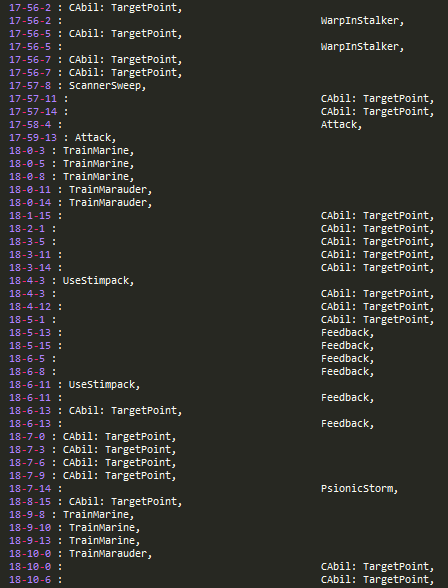 17-56-2 : CAbil: TargetPoint,
17-56-2 : WarpInStalker,
17-56-5 : CAbil: TargetPoint,
17-56-5 : WarpInStalker,
17-56-7 : CAbil: TargetPoint,
17-56-7 : CAbil: TargetPoint,
17-57-8 : ScannerSweep,
17-57-11 : CAbil: TargetPoint,
17-57-14 : CAbil: TargetPoint,
17-58-4 : Attack,
17-59-13 : Attack,
18-0-3 : TrainMarine,
18-0-5 : TrainMarine,
18-0-8 : TrainMarine,
18-0-11 : TrainMarauder,
18-0-14 : TrainMarauder,
18-1-15 : CAbil: TargetPoint,
18-2-1 : CAbil: TargetPoint,
18-3-5 : CAbil: TargetPoint,
18-3-11 : CAbil: TargetPoint,
18-3-14 : CAbil: TargetPoint,
18-4-3 : UseStimpack,
18-4-3 : CAbil: TargetPoint,
18-4-12 : CAbil: TargetPoint,
18-5-1 : CAbil: TargetPoint,
18-5-13 : Feedback,
18-5-15 : Feedback,
18-6-5 : Feedback,
18-6-8 : Feedback,
18-6-11 : UseStimpack,
18-6-11 : Feedback,
18-6-13 : CAbil: TargetPoint,
18-6-13 : Feedback,
18-7-0 : CAbil: TargetPoint,
18-7-3 : CAbil: TargetPoint,
18-7-6 : CAbil: TargetPoint,
18-7-9 : CAbil: TargetPoint,
18-7-14 : PsionicStorm,
18-8-15 : CAbil: TargetPoint,
18-9-8 : TrainMarine,
18-9-10 : TrainMarine,
18-9-13 : TrainMarine,
18-10-0 : TrainMarauder,
18-10-0 : CAbil: TargetPoint,
18-10-6 : CAbil: TargetPoint,